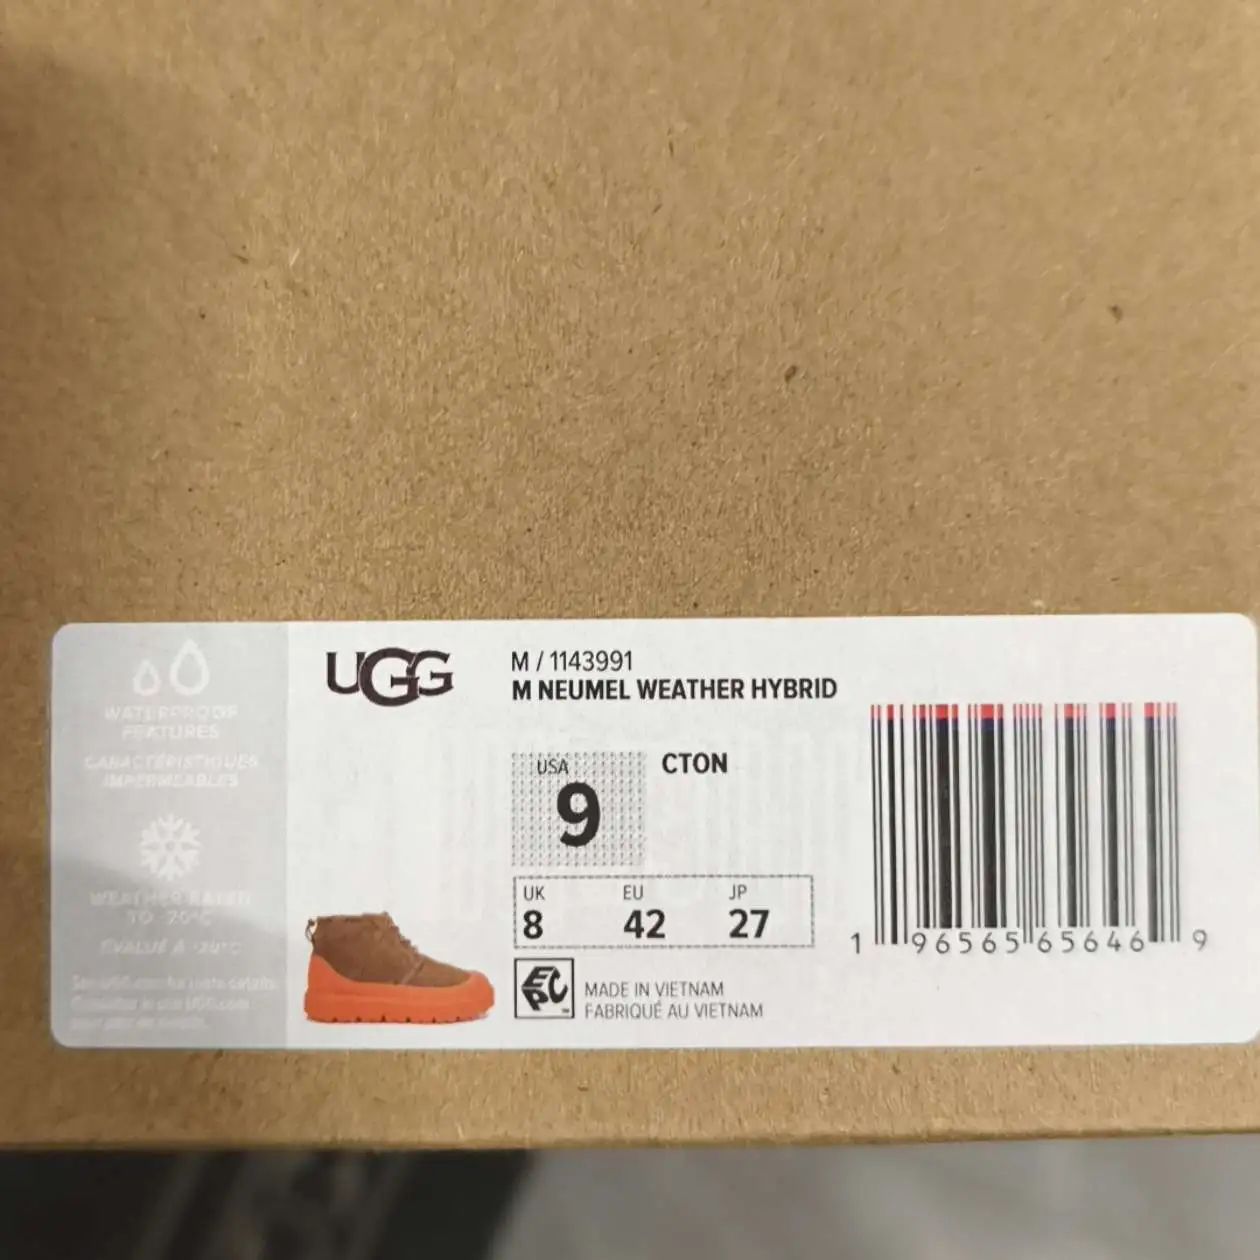 WATERPROOF
FEATURES
CARACTÉRISTIQUES
IMPERMÉABLES
WEATHER RATED
TO -20°C
ÉVALUÉ À -20°C
UGG
M / 1143991
M NEUMEL WEATHER HYBRID
USA
9
CTON
UK EU JP
8 42 27
EPC
MADE IN VIETNAM
FABRIQUÉ AU VIETNAM
1 96565 65646 9